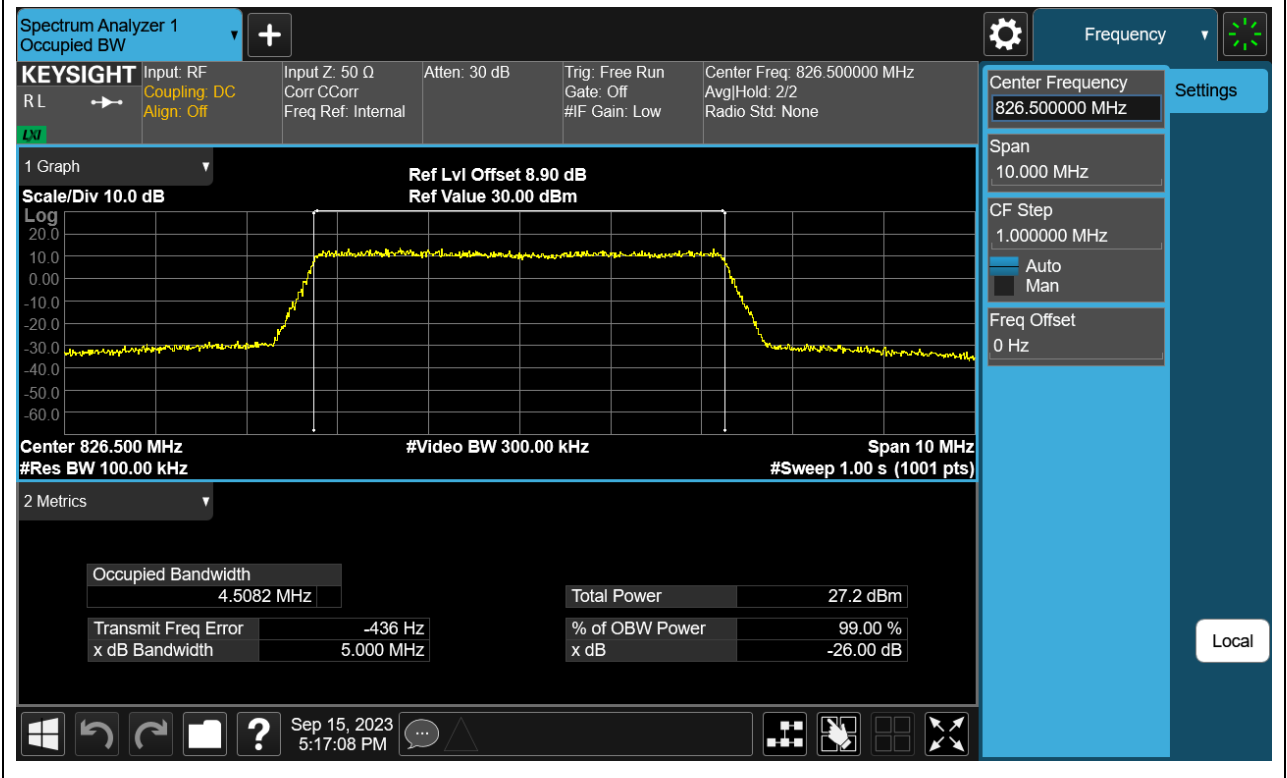 Spectrum Analyzer 1
Occupied BW
Frequency
KEYSIGHT
R L
LXI
Input: RF
Coupling: DC
Align: Off
Input Z: 50 Ω
Corr CCorr
Freq Ref: Internal
Atten: 30 dB
Trig: Free Run
Gate: Off
#IF Gain: Low
Center Freq: 826.500000 MHz
Avg|Hold: 2/2
Radio Std: None
Center Frequency
826.500000 MHz
Settings
Span
10.000 MHz
CF Step
1.000000 MHz
Auto
Man
Freq Offset
0 Hz
Local
1 Graph
Ref Lvl Offset 8.90 dB
Scale/Div 10.0 dB
Ref Value 30.00 dBm
Log
20.0
10.0
0.00
-10.0
-20.0
-30.0
-40.0
-50.0
-60.0
Center 826.500 MHz
#Video BW 300.00 kHz
Span 10 MHz
#Res BW 100.00 kHz
#Sweep 1.00 s (1001 pts)
2 Metrics
Occupied Bandwidth
4.5082 MHz
Total Power 27.2 dBm
Transmit Freq Error -436 Hz
% of OBW Power 99.00 %
x dB Bandwidth 5.000 MHz
x dB -26.00 dB
Sep 15, 2023
5:17:08 PM